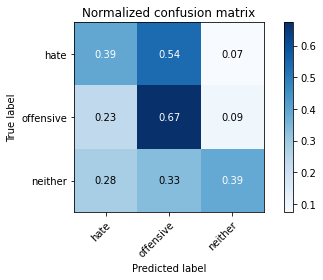 Normalized confusion matrix
True label
hate 0.39 0.54 0.07
offensive 0.23 0.67 0.09
neither 0.28 0.33 0.39
hate offensive neither
Predicted label
0.6
0.5
0.4
0.3
0.2
0.1